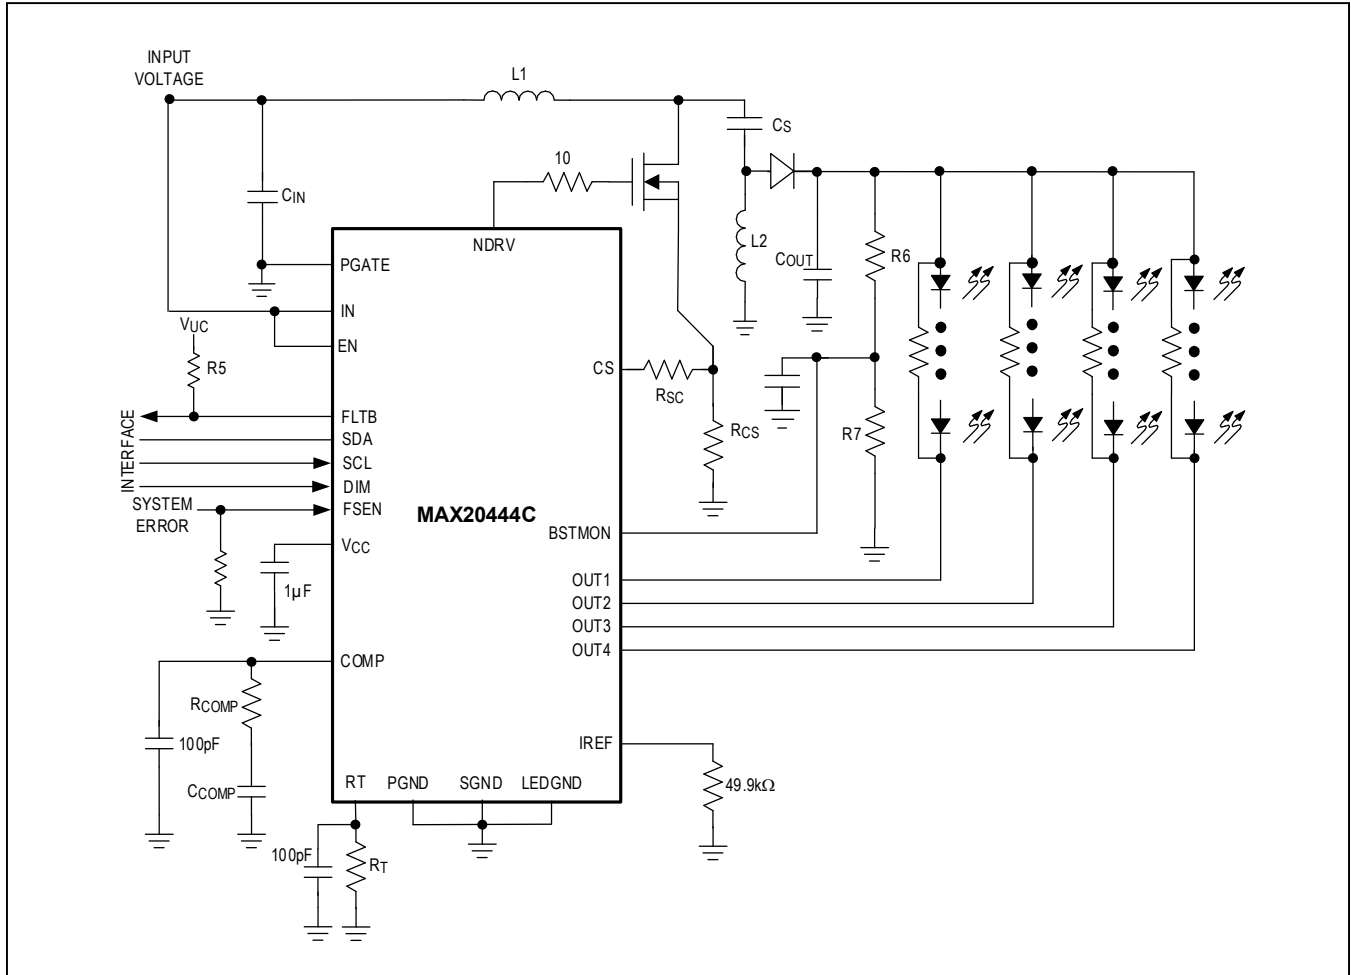 INPUT
VOLTAGE
L1
CS
10
CIN
NDRV
L2
COUT
R6
PGATE
IN
VUC
EN
R5
CS
RSC
RCS
R7
FLTB
SDA
SCL
DIM
FSEN
INTERFACE
SYSTEM
ERROR
MAX20444C
BSTMON
VCC
1µF
OUT1
OUT2
OUT3
OUT4
COMP
RCOMP
100pF
CCOMP
IREF
49.9kΩ
RT
PGND
SGND
LEDGND
100pF
RT